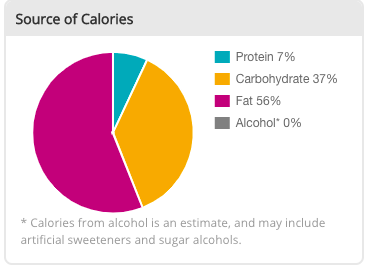 Source of Calories
Protein 7%
Carbohydrate 37%
Fat 56%
Alcohol* 0%
* Calories from alcohol is an estimate, and may include
artificial sweeteners and sugar alcohols.